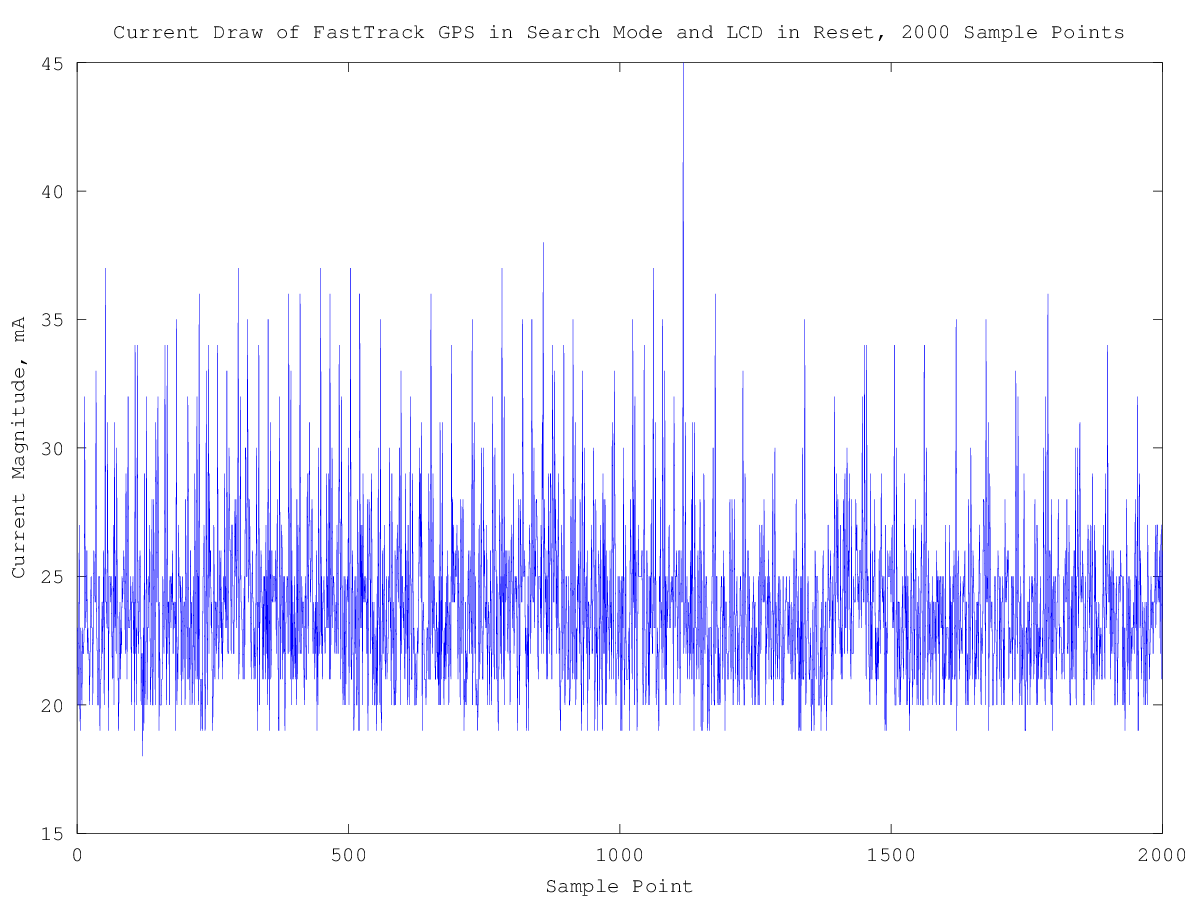 Current Draw of FastTrack GPS in Search Mode and LCD in Reset, 2000 Sample Points
45
40
35
30
25
20
15
Current Magnitude, mA
0 500 1000 1500 2000
Sample Point